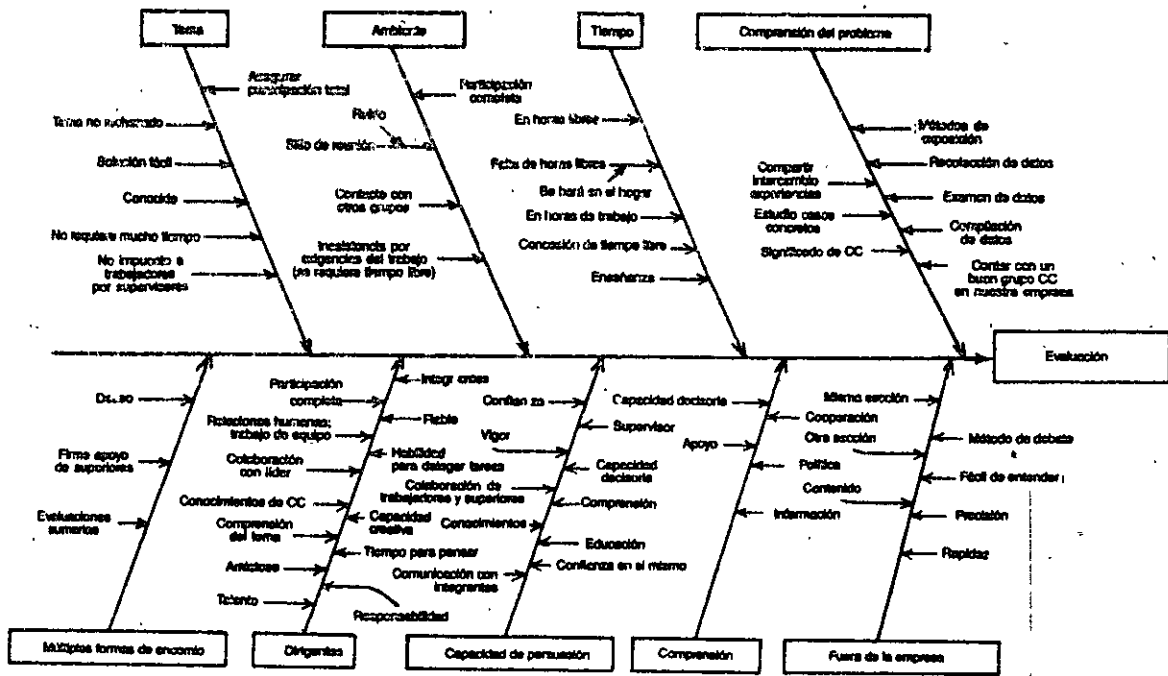 Tema
Ambiente
Tiempo
Comprensión del problema
Asegurar
participación total
Tema no
Solución fácil
Conocido
No requiere mucho tiempo
No impuesto a
trabajadores
por supervisores
Participación
completa
Ruido
Sitio de reunión
Contacto con
otros grupos
Inasistencia por
exigencias del trabajo
(se requiere tiempo libre)
En horas libres
Falta de horas libres
Se hará en el hogar
En horas de trabajo
Concesión de tiempo libre
Enseñanza
Métodos de
exposición
Recolección de datos
Compartir
intercambio
experiencias
Examen de datos
Estudio casos
concretos
Compilación
de datos
Significado de CC
Contar con un
buen grupo CC
en nuestra empresa
Evaluación
Deseo
Firme apoyo
de superiores
Evaluaciones
sumarias
Participación
completa
Integrantes
Fiable
Relaciones humanas;
trabajo de equipo
Habilidad
para delegar tareas
Colaboración
con líder
Conocimientos de CC
Capacidad
creativa
Comprensión
del tema
Tiempo para pensar
Amistoso
Talento
Responsabilidad
Confianza
Supervisor
Vigor
Capacidad
decisoria
Colaboración de
trabajadores y superiores
Comprensión
Conocimientos
Educación
Confianza en sí mismo
Comunicación con
integrantes
Capacidad decisoria
Cooperación
Apoyo
Política
Información
Misma sección
Método de debate
Otra sección
Fácil de entender
Contenido
Precisión
Rapidez
Múltiples formas de encomio
Dirigentes
Capacidad de persuasión
Comprensión
Fuera de la empresa